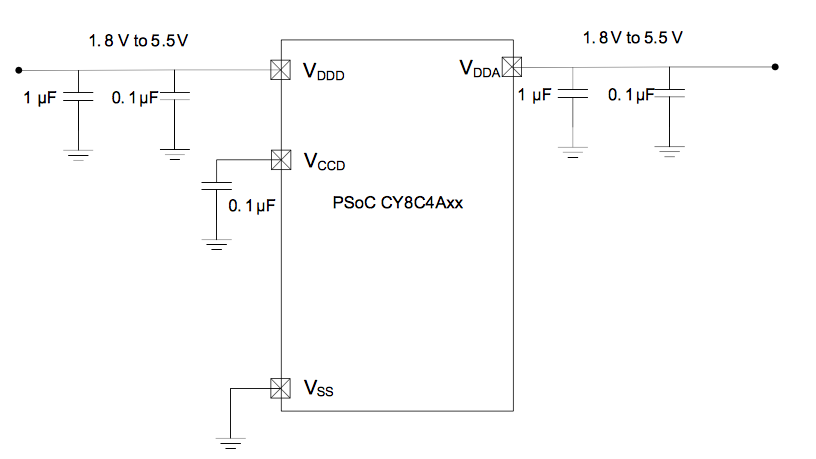 1.8 V to 5.5 V
1.8 V to 5.5 V
VDDD
VDDA
1 µF
0.1 µF
1 µF
0.1 µF
VCCD
0.1 µF
PSoC CY8C4Axx
VSS